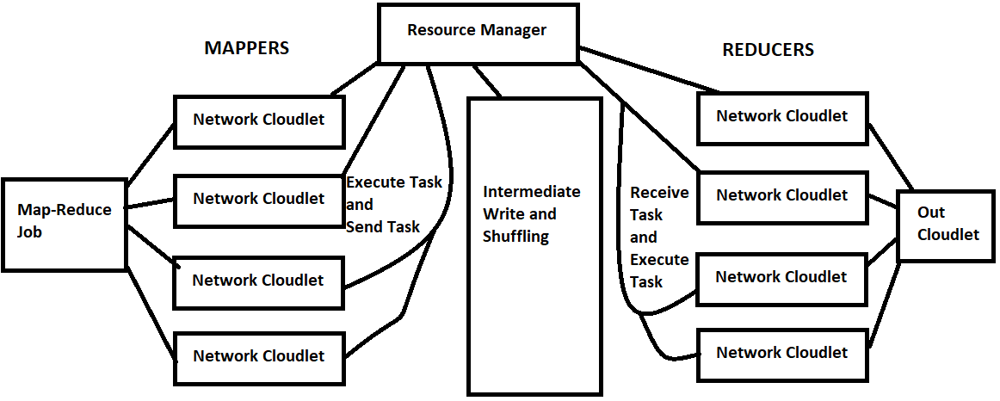 Resource Manager
MAPPERS
REDUCERS
Network Cloudlet
Network Cloudlet
Network Cloudlet
Network Cloudlet
Map-Reduce
Job
Execute Task
and
Send Task
Intermediate
Write and
Shuffling
Receive
Task
and
Execute
Task
Network Cloudlet
Network Cloudlet
Network Cloudlet
Network Cloudlet
Out
Cloudlet